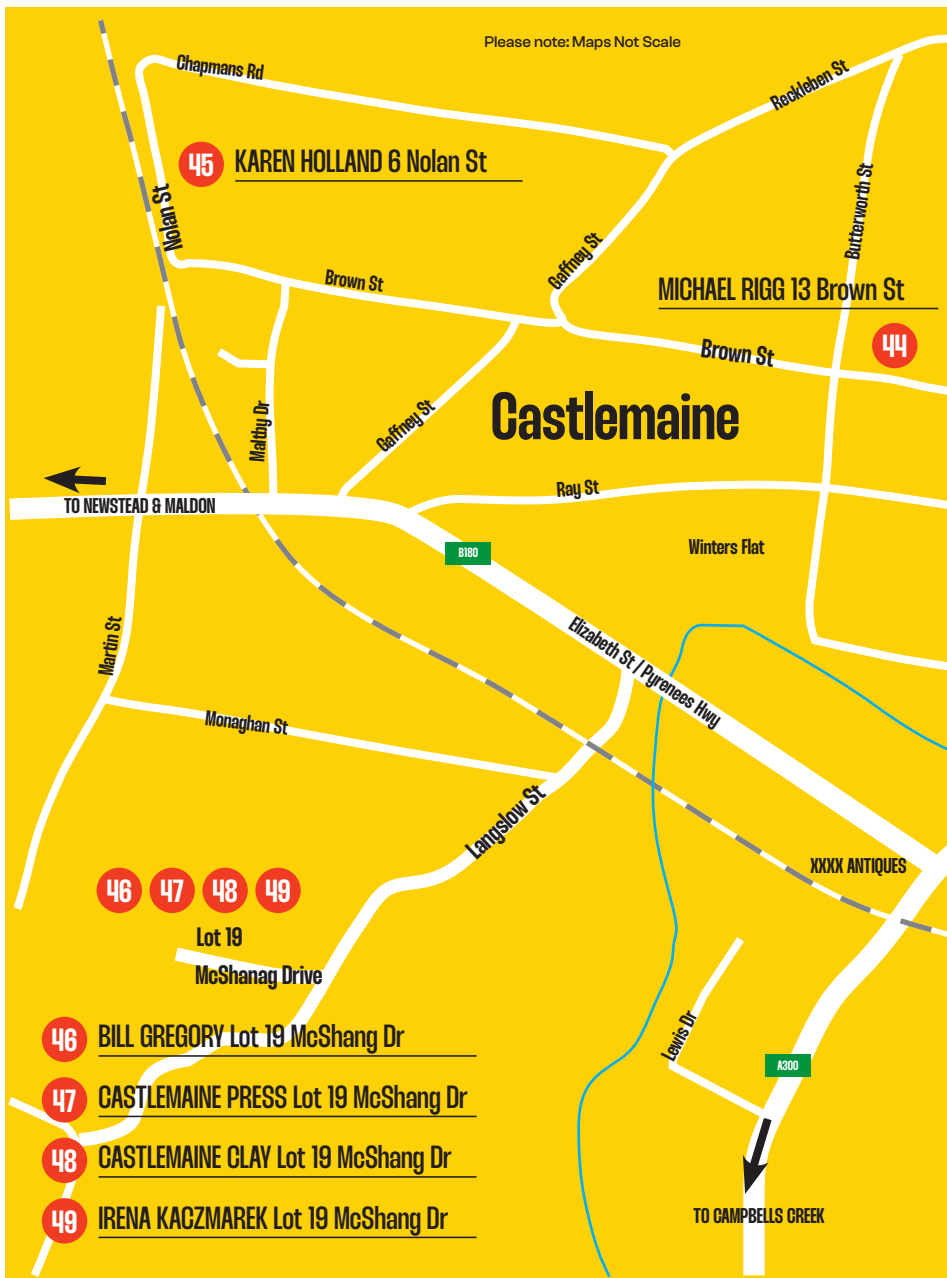 Please note: Maps Not Scale
Chapmans Rd
Reckleben St
45 KAREN HOLLAND 6 Nolan St
Nolan St
Butterworth St
Gaffney St
Brown St
MICHAEL RIGG 13 Brown St
44
Brown St
Castlemaine
Maltby Dr
Gaffney St
Ray St
TO NEWSTEAD & MALDON
B180
Winters Flat
Elizabeth St / Pyrenees Hwy
Martin St
Monaghan St
Langslow St
XXXX ANTIQUES
46 47 48 49
Lot 19
McShanag Drive
Lewis Dr
A300
46 BILL GREGORY Lot 19 McShang Dr
47 CASTLEMAINE PRESS Lot 19 McShang Dr
48 CASTLEMAINE CLAY Lot 19 McShang Dr
49 IRENA KACZMAREK Lot 19 McShang Dr
TO CAMPBELLS CREEK